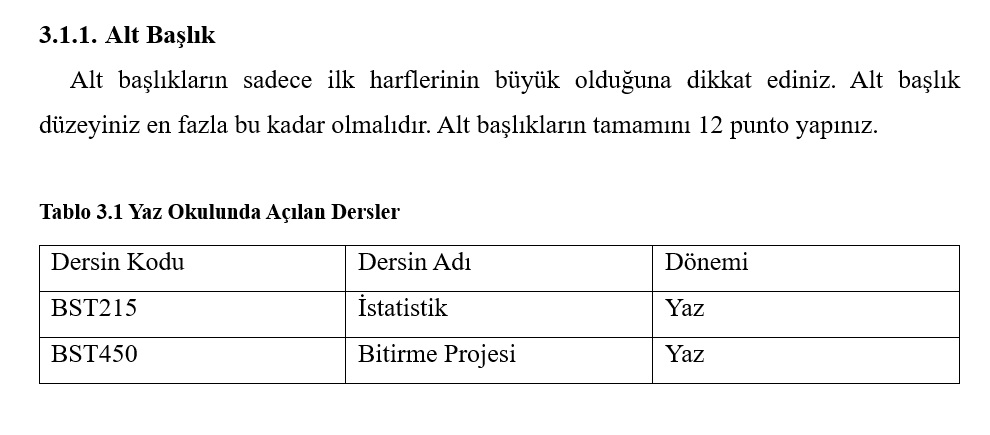 3.1.1. Alt Başlık
Alt başlıkların sadece ilk harflerinin büyük olduğuna dikkat ediniz. Alt başlık
düzeyiniz en fazla bu kadar olmalıdır. Alt başlıkların tamamını 12 punto yapınız.
Tablo 3.1 Yaz Okulunda Açılan Dersler
Dersin Kodu Dersin Adı Dönemi
BST215 İstatistik Yaz
BST450 Bitirme Projesi Yaz